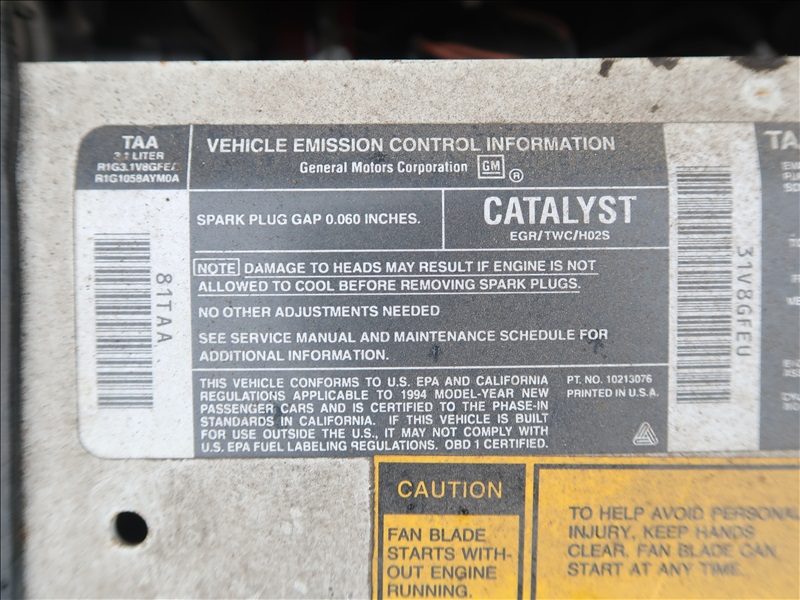 TAA
3.1 LITER
R1G3.1V8GFEA
R1G1058AYM0A
VEHICLE EMISSION CONTROL INFORMATION
General Motors Corporation GM ®
SPARK PLUG GAP 0.060 INCHES.
CATALYST
EGR/TWC/HO2S
NOTE DAMAGE TO HEADS MAY RESULT IF ENGINE IS NOT
ALLOWED TO COOL BEFORE REMOVING SPARK PLUGS.
NO OTHER ADJUSTMENTS NEEDED
SEE SERVICE MANUAL AND MAINTENANCE SCHEDULE FOR
ADDITIONAL INFORMATION.
THIS VEHICLE CONFORMS TO U.S. EPA AND CALIFORNIA
REGULATIONS APPLICABLE TO 1994 MODEL-YEAR NEW
PASSENGER CARS AND IS CERTIFIED TO THE PHASE-IN
STANDARDS IN CALIFORNIA. IF THIS VEHICLE IS BUILT
FOR USE OUTSIDE THE U.S., IT MAY NOT COMPLY WITH
U.S. EPA FUEL LABELING REGULATIONS. OBD 1 CERTIFIED.
PT. NO. 10213076
PRINTED IN U.S.A.
81TAA
31V8GFEU
TA
CAUTION
FAN BLADE
STARTS WITH-
OUT ENGINE
RUNNING.
TO HELP AVOID PERSONAL
INJURY, KEEP HANDS
CLEAR. FAN BLADE CAN
START AT ANY TIME.